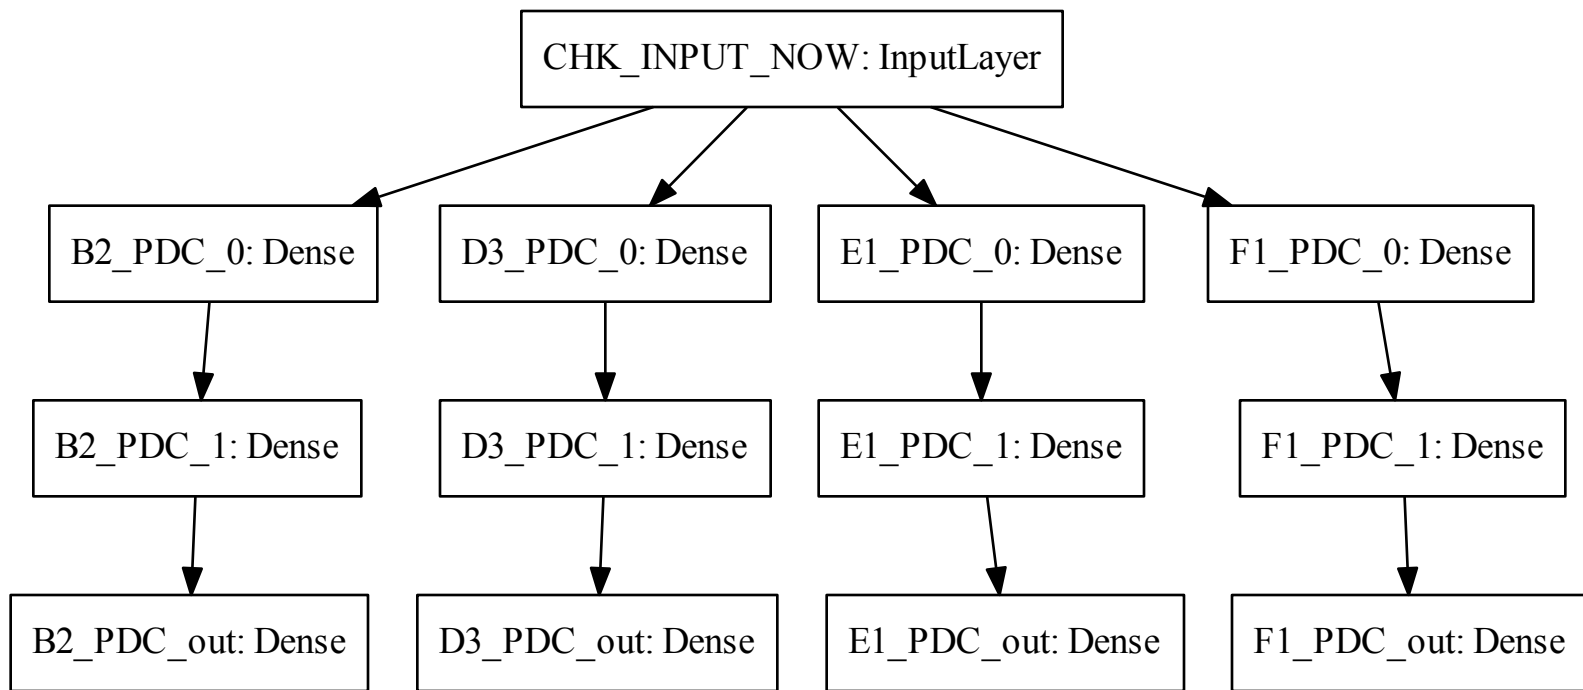 CHK_INPUT_NOW: InputLayer
B2_PDC_0: Dense
D3_PDC_0: Dense
E1_PDC_0: Dense
F1_PDC_0: Dense
B2_PDC_1: Dense
D3_PDC_1: Dense
E1_PDC_1: Dense
F1_PDC_1: Dense
B2_PDC_out: Dense
D3_PDC_out: Dense
E1_PDC_out: Dense
F1_PDC_out: Dense